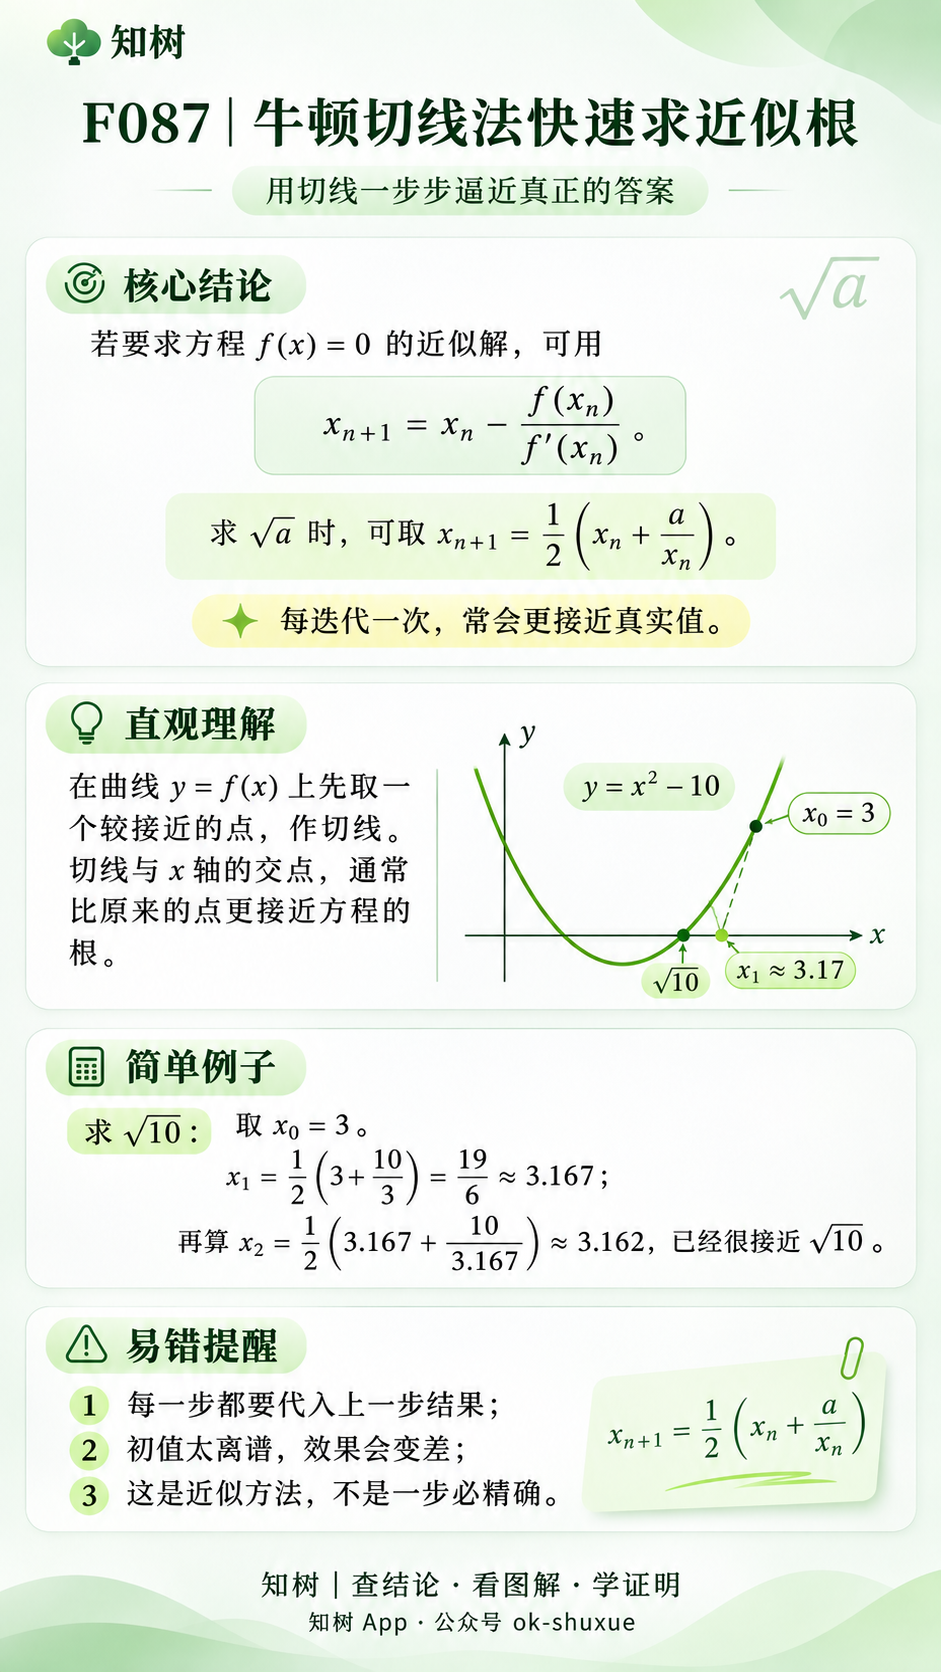 知树
F087 | 牛顿切线法快速求近似根
用切线一步步逼近真正的答案
核心结论
√a
若要求方程 f(x) = 0 的近似解，可用
xₙ₊₁ = xₙ − f(xₙ)/f′(xₙ) 。
求 √a 时，可取 xₙ₊₁ = 1/2 (xₙ + a/xₙ) 。
每迭代一次，常会更接近真实值。
直观理解
在曲线 y = f(x) 上先取一
个较接近的点，作切线。
切线与 x 轴的交点，通常
比原来的点更接近方程的
根。
y
y = x² − 10
x₀ = 3
x
√10
x₁ ≈ 3.17
简单例子
求 √10 : 取 x₀ = 3 。
x₁ = 1/2 (3 + 10/3) = 19/6 ≈ 3.167 ;
再算 x₂ = 1/2 (3.167 + 10/3.167) ≈ 3.162，已经很接近 √10 。
易错提醒
1 每一步都要代入上一步结果；
2 初值太离谱，效果会变差；
3 这是近似方法，不是一步必精确。
xₙ₊₁ = 1/2 (xₙ + a/xₙ)
知树 | 查结论 · 看图解 · 学证明
知树 App · 公众号 ok-shuxue